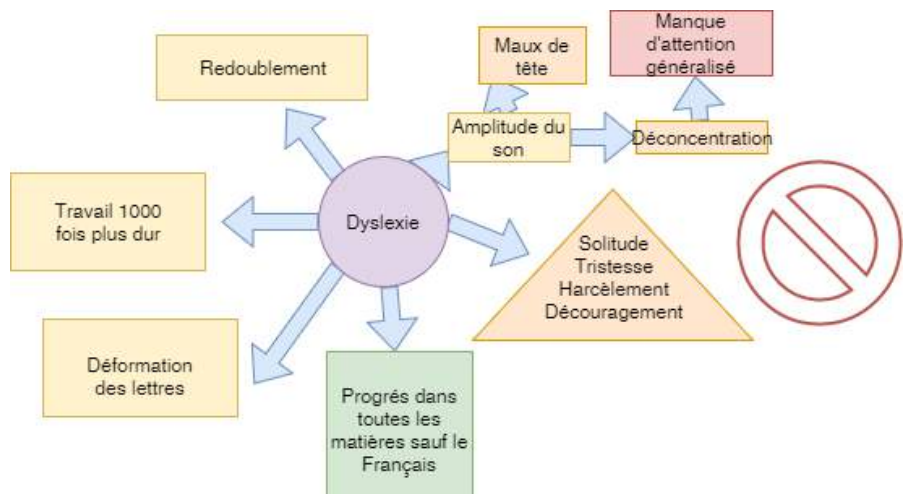 Redoublement
Maux de
tête
Manque
d'attention
généralisé
Amplitude du
son
Déconcentration
Travail 1000
fois plus dur
Dyslexie
Solitude
Tristesse
Harcèlement
Découragement
Déformation
des lettres
Progrés dans
toutes les
matières sauf le
Français